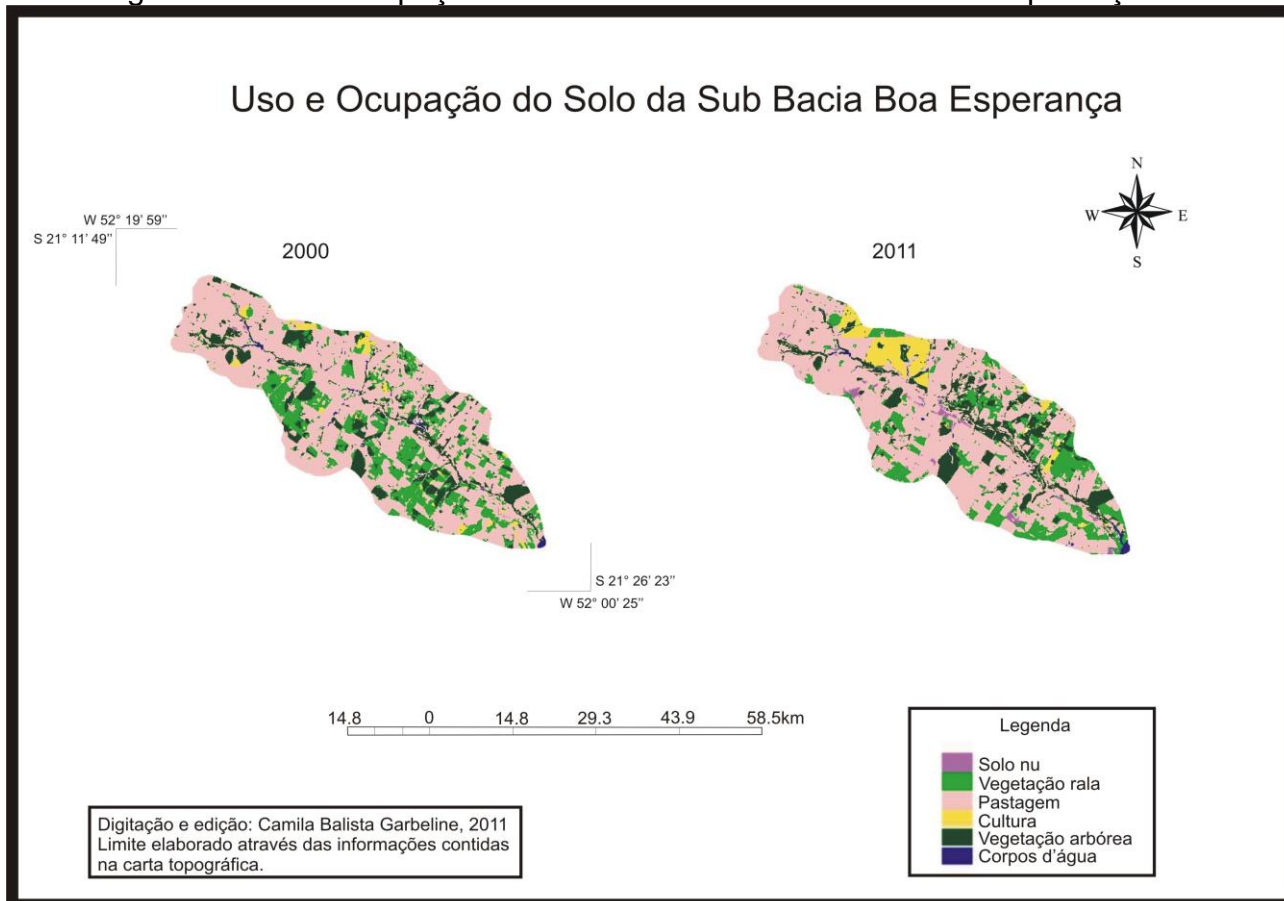 Uso e Ocupação do Solo da Sub Bacia Boa Esperança
N
W E
S
W 52° 19' 59''
S 21° 11' 49''
2000
2011
S 21° 26' 23''
W 52° 00' 25''
14.8 0 14.8 29.3 43.9 58.5km
Legenda
Solo nu
Vegetação rala
Pastagem
Cultura
Vegetação arbórea
Corpos d'água
Digitação e edição: Camila Balista Garbeline, 2011
Limite elaborado através das informações contidas
na carta topográfica.